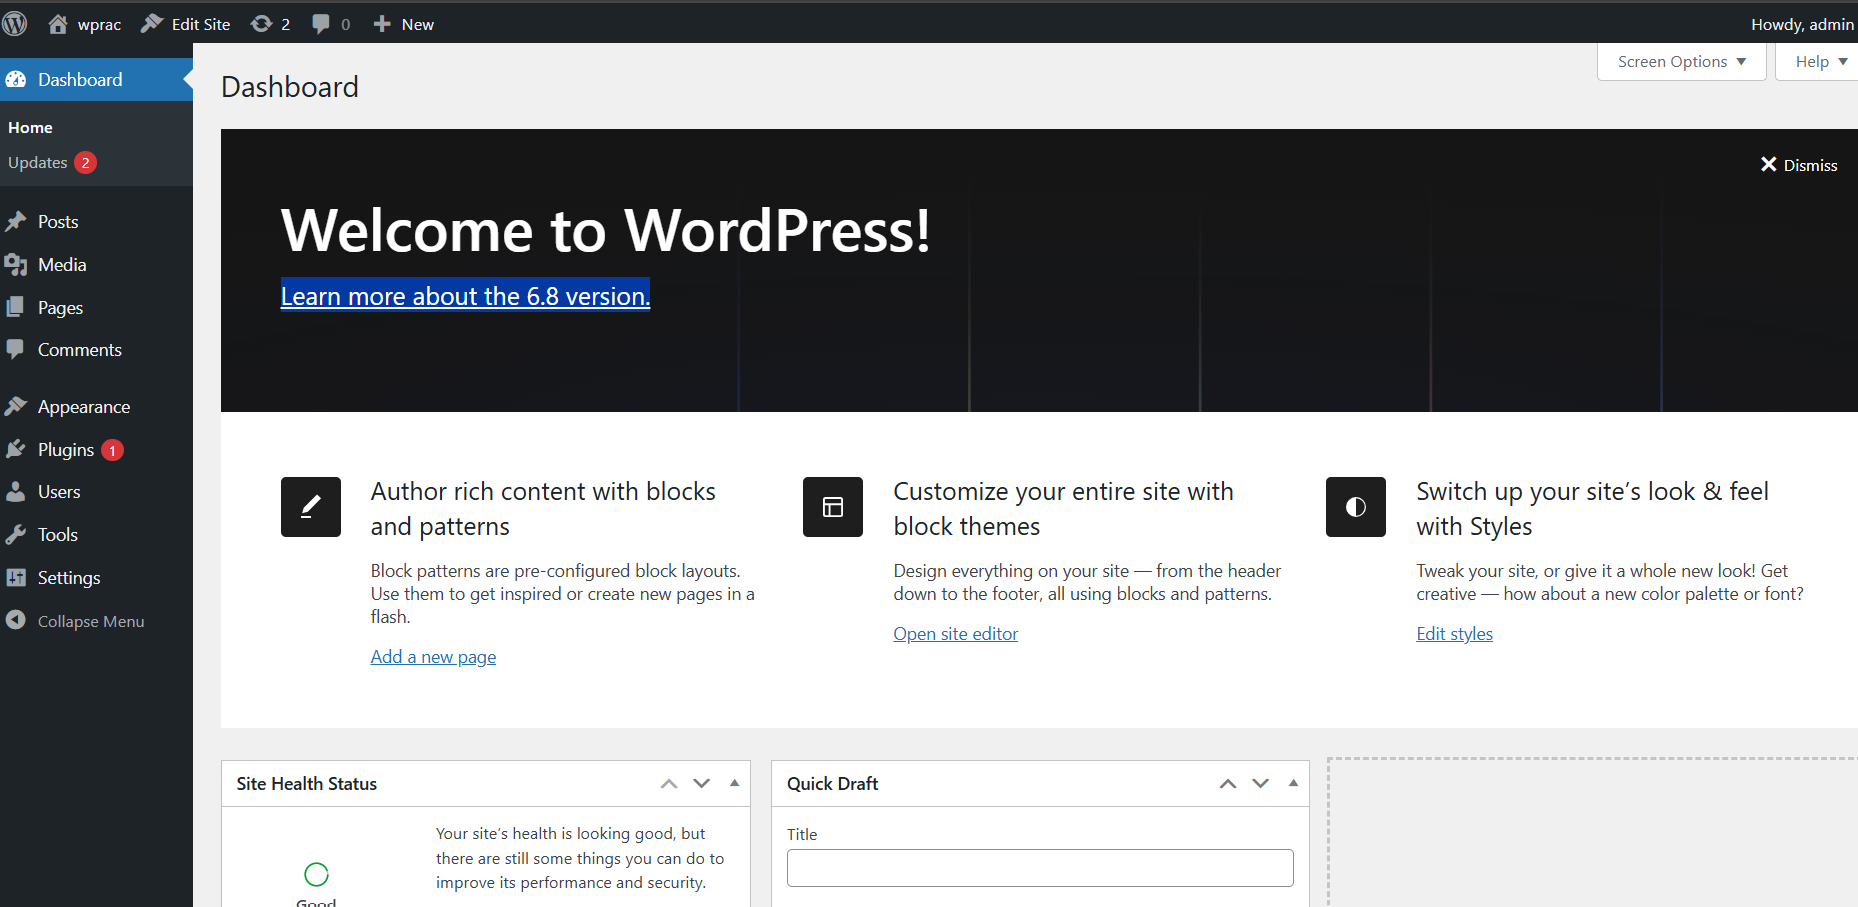 wprac Edit Site 2 0 New Howdy, admin
Dashboard
Home
Updates 2
Posts
Media
Pages
Comments
Appearance
Plugins 1
Users
Tools
Settings
Collapse Menu
Screen Options Help
Dashboard
Dismiss
Welcome to WordPress!
Learn more about the 6.8 version.
Author rich content with blocks
and patterns
Block patterns are pre-configured block layouts.
Use them to get inspired or create new pages in a
flash.
Add a new page
Customize your entire site with
block themes
Design everything on your site — from the header
down to the footer, all using blocks and patterns.
Open site editor
Switch up your site’s look & feel
with Styles
Tweak your site, or give it a whole new look! Get
creative — how about a new color palette or font?
Edit styles
Site Health Status
Good
Your site’s health is looking good, but
there are still some things you can do to
improve its performance and security.
Quick Draft
Title